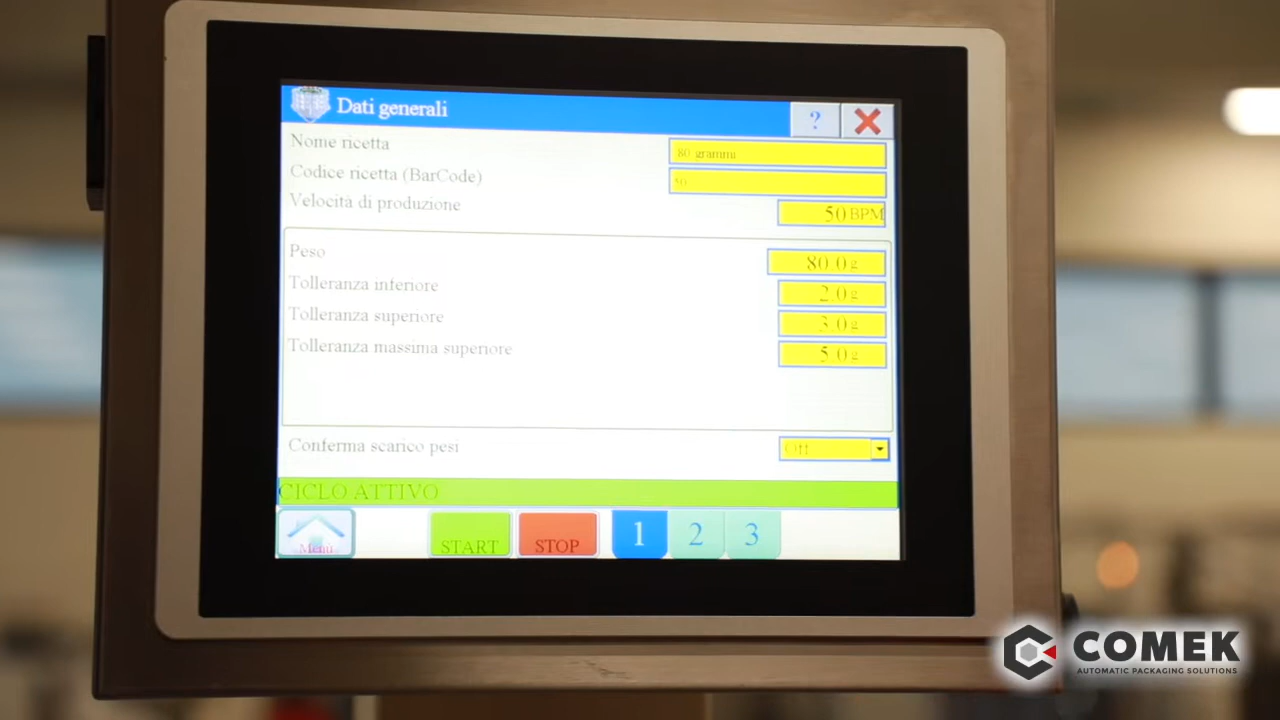 Dati generali
?
Nome ricetta
80 grammi
Codice ricetta (BarCode)
Velocità di produzione
50 BPM
Peso
80.0 g
Tolleranza inferiore
2.0 g
Tolleranza superiore
3.0 g
Tolleranza massima superiore
5.0 g
Conferma scarico pesi
Off
CICLO ATTIVO
Menu
START
STOP
1
2
3
COMEK
AUTOMATIC PACKAGING SOLUTIONS